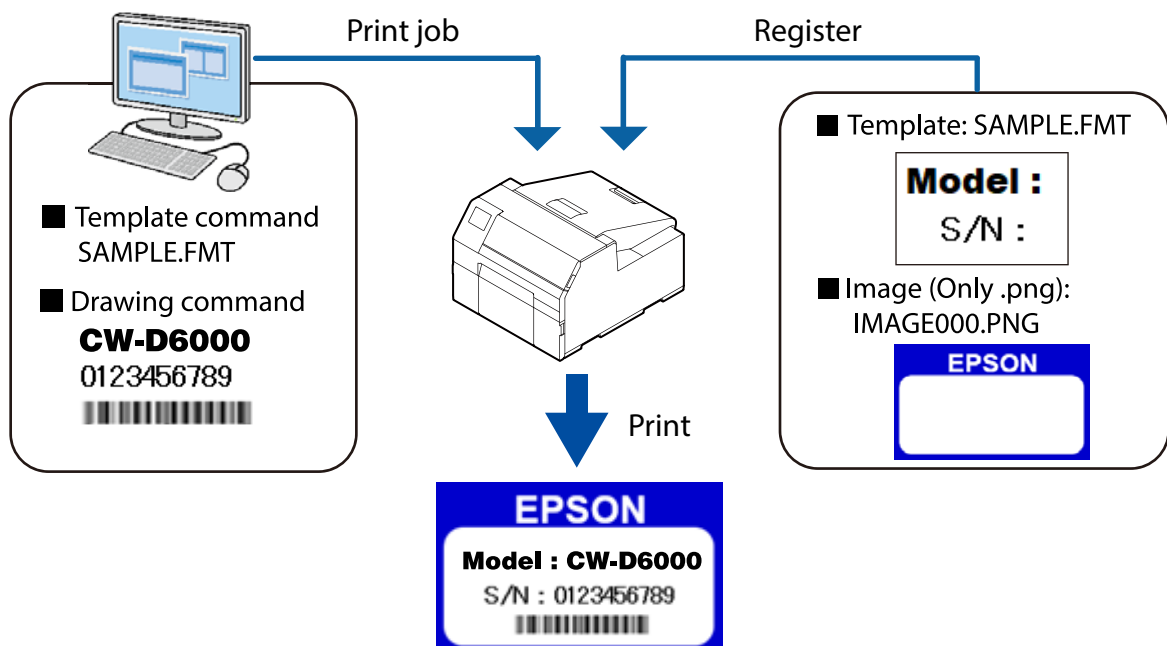 Print job
Register
■ Template command
SAMPLE.FMT
■ Drawing command
CW-D6000
0123456789
■ Template: SAMPLE.FMT
Model :
S/N :
■ Image (Only .png):
IMAGE000.PNG
EPSON
Print
EPSON
Model : CW-D6000
S/N : 0123456789